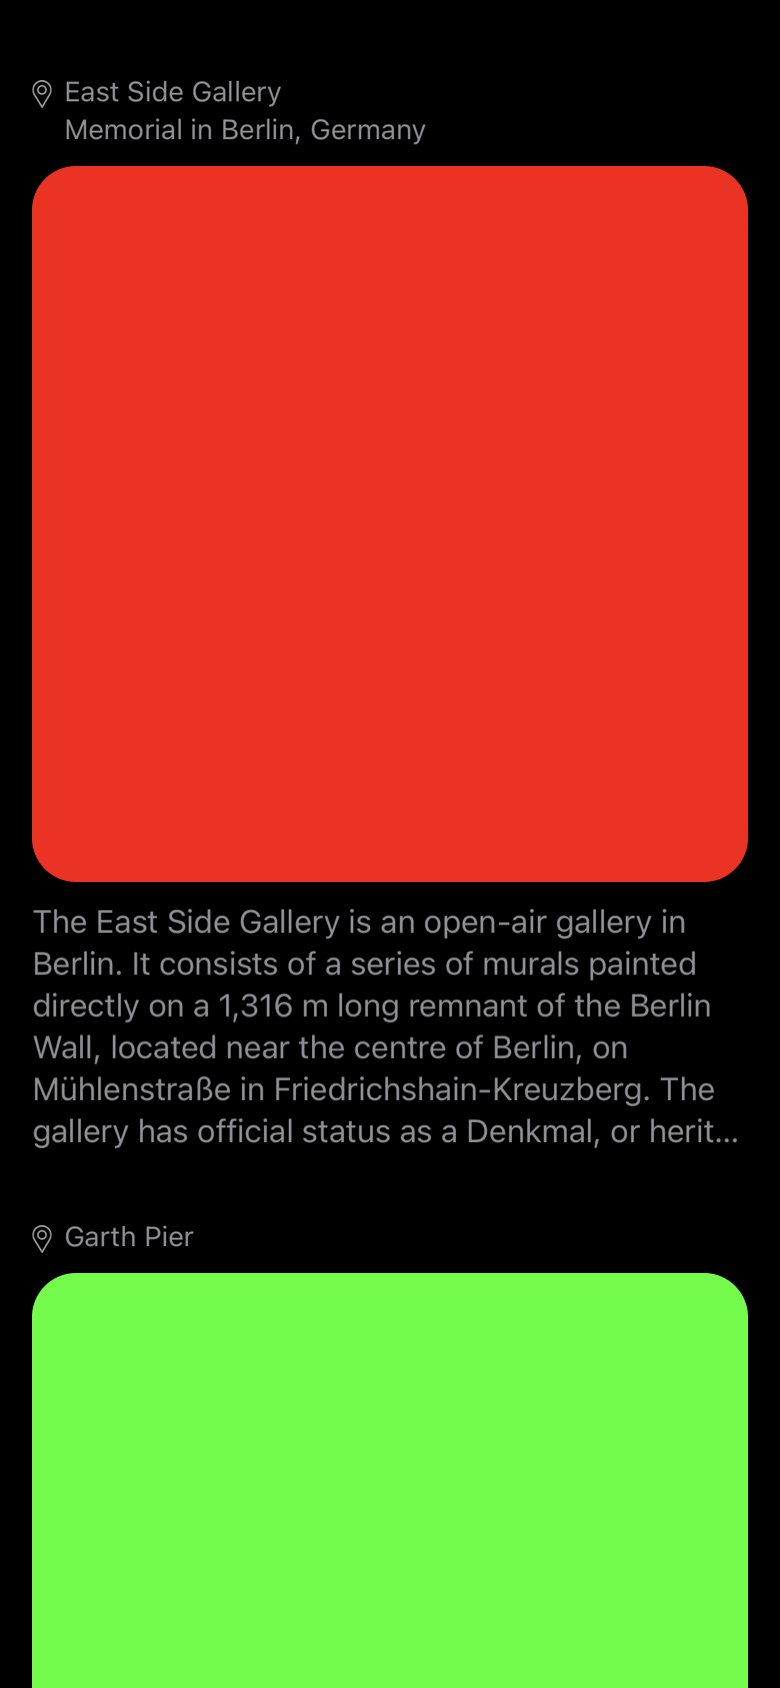 East Side Gallery
Memorial in Berlin, Germany
The East Side Gallery is an open-air gallery in
Berlin. It consists of a series of murals painted
directly on a 1,316 m long remnant of the Berlin
Wall, located near the centre of Berlin, on
Mühlenstraße in Friedrichshain-Kreuzberg. The
gallery has official status as a Denkmal, or herit...
Garth Pier